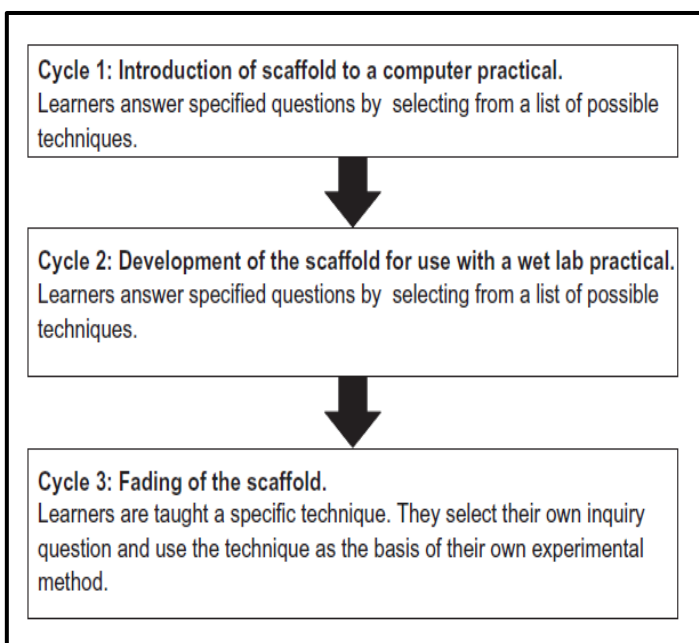 Cycle 1: Introduction of scaffold to a computer practical.
Learners answer specified questions by selecting from a list of possible
techniques.
Cycle 2: Development of the scaffold for use with a wet lab practical.
Learners answer specified questions by selecting from a list of possible
techniques.
Cycle 3: Fading of the scaffold.
Learners are taught a specific technique. They select their own inquiry
question and use the technique as the basis of their own experimental
method.